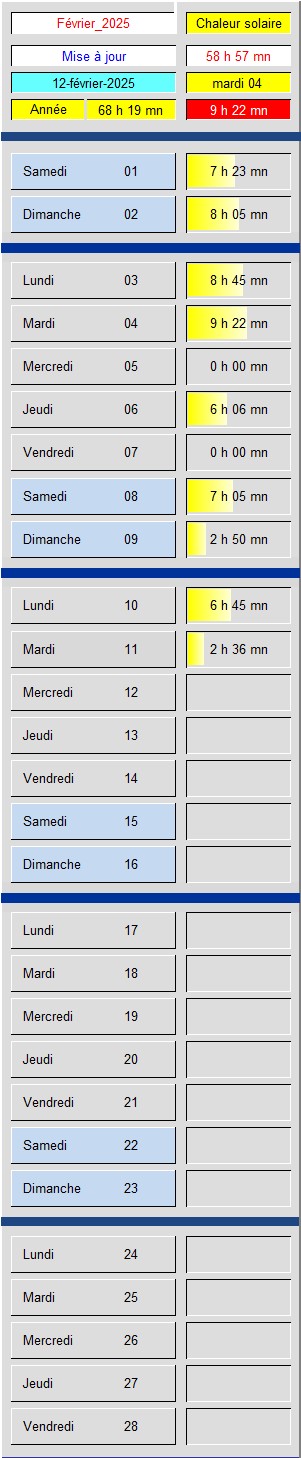 Février_2025 Chaleur solaire
Mise à jour 58 h 57 mn
12-février-2025 mardi 04
Année 68 h 19 mn 9 h 22 mn
Samedi 01 7 h 23 mn
Dimanche 02 8 h 05 mn
Lundi 03 8 h 45 mn
Mardi 04 9 h 22 mn
Mercredi 05 0 h 00 mn
Jeudi 06 6 h 06 mn
Vendredi 07 0 h 00 mn
Samedi 08 7 h 05 mn
Dimanche 09 2 h 50 mn
Lundi 10 6 h 45 mn
Mardi 11 2 h 36 mn
Mercredi 12
Jeudi 13
Vendredi 14
Samedi 15
Dimanche 16
Lundi 17
Mardi 18
Mercredi 19
Jeudi 20
Vendredi 21
Samedi 22
Dimanche 23
Lundi 24
Mardi 25
Mercredi 26
Jeudi 27
Vendredi 28